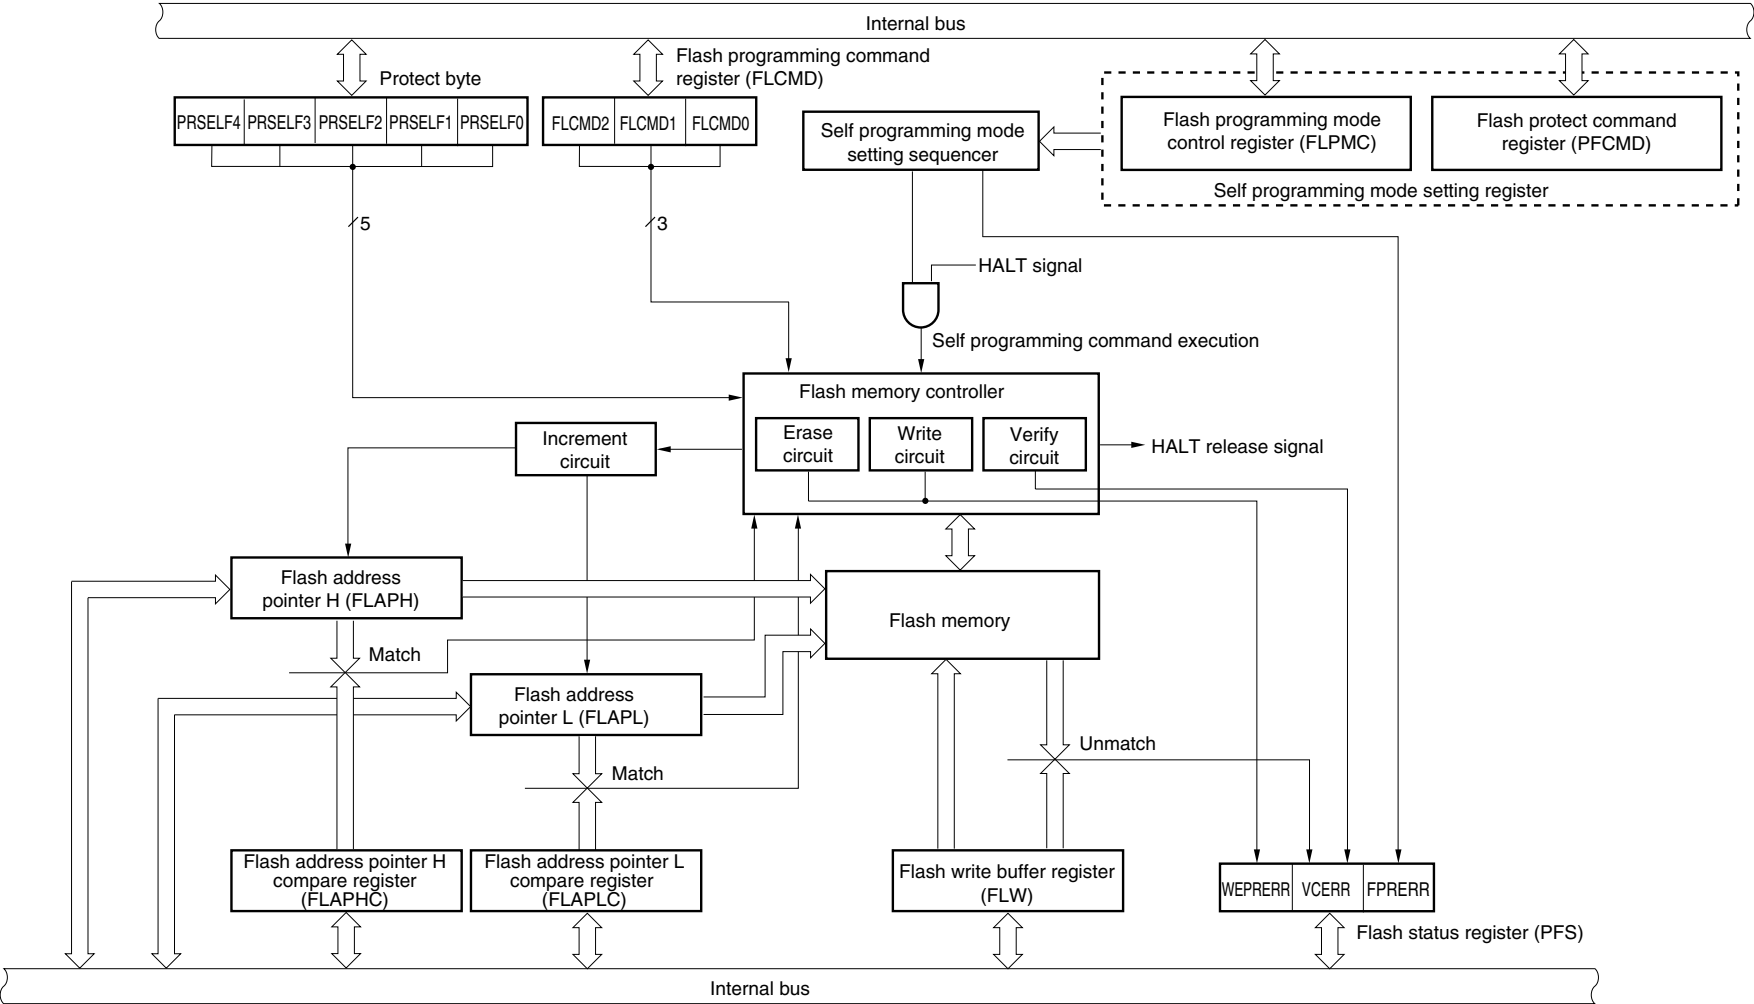 Internal bus
Protect byte
Flash programming command
register (FLCMD)
PRSELF4 PRSELF3 PRSELF2 PRSELF1 PRSELF0
FLCMD2 FLCMD1 FLCMD0
Self programming mode
setting sequencer
Flash programming mode
control register (FLPMC)
Flash protect command
register (PFCMD)
Self programming mode setting register
5
3
HALT signal
Self programming command execution
Flash memory controller
Erase
circuit
Write
circuit
Verify
circuit
HALT release signal
Increment
circuit
Flash address
pointer H (FLAPH)
Match
Flash memory
Flash address
pointer L (FLAPL)
Match
Unmatch
Flash address pointer H
compare register
(FLAPHC)
Flash address pointer L
compare register
(FLAPLC)
Flash write buffer register
(FLW)
WEPRERR VCERR FPRERR
Flash status register (PFS)
Internal bus